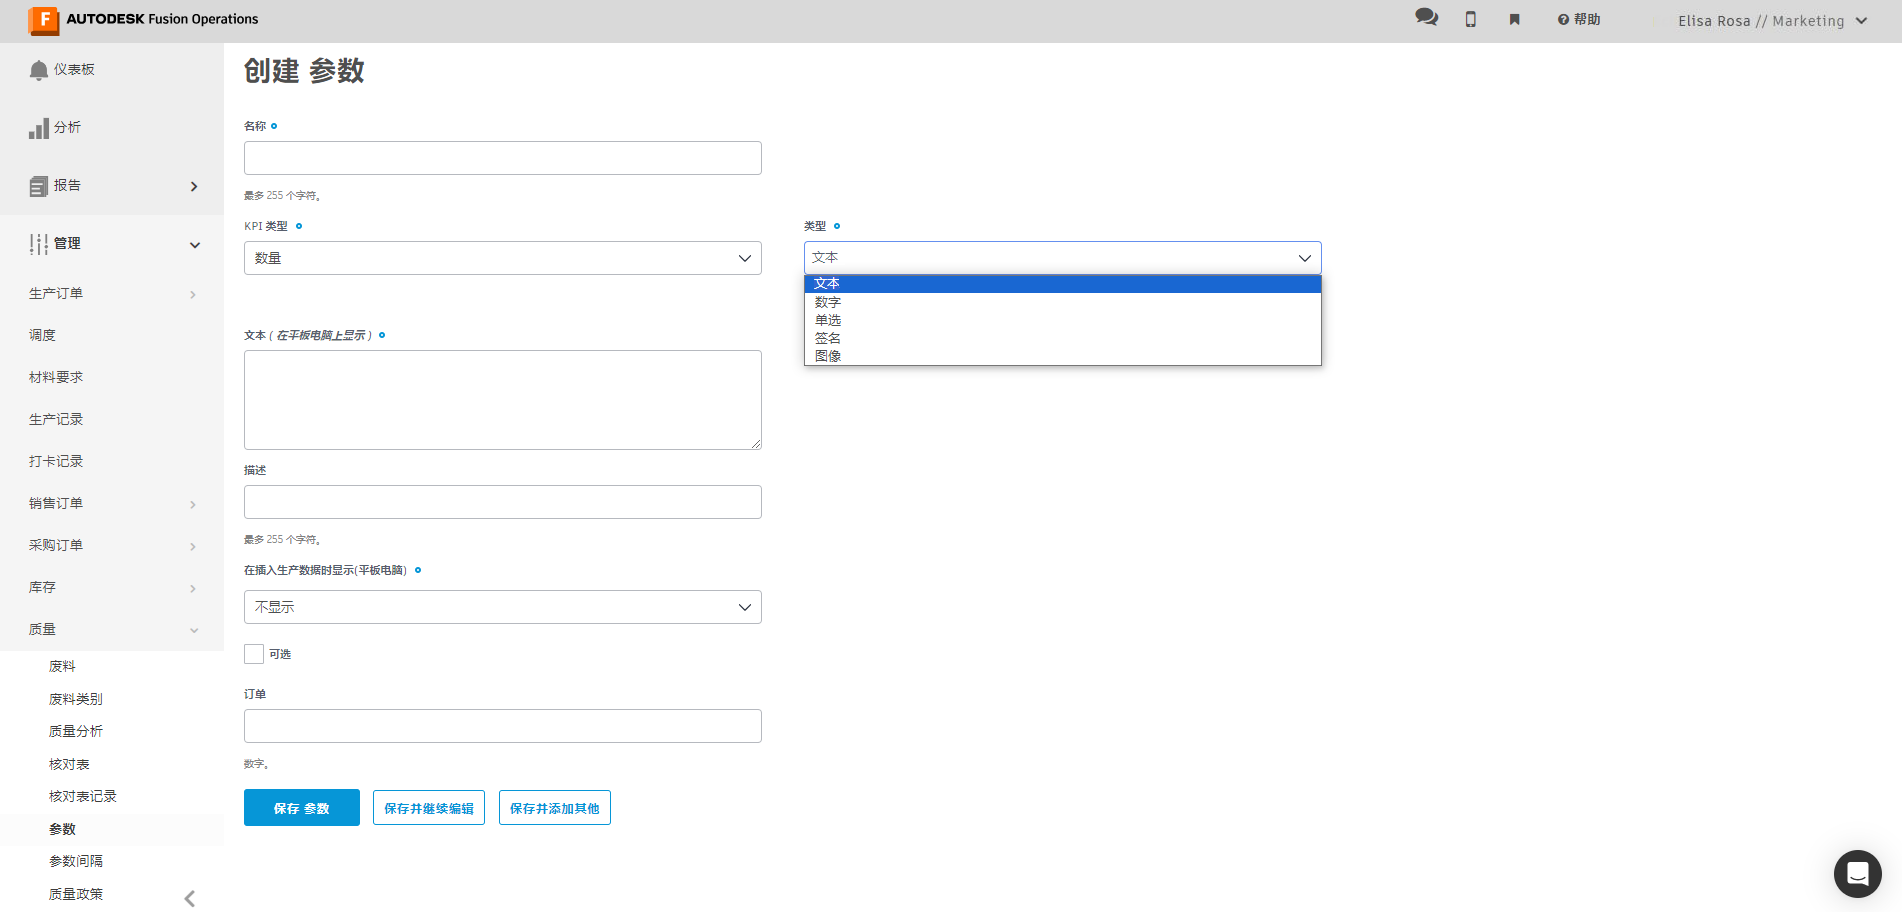 F AUTODESK Fusion Operations
帮助
Elisa Rosa // Marketing
仪表板
分析
报告
管理
生产订单
调度
材料要求
生产记录
打卡记录
销售订单
采购订单
库存
质量
废料
废料类别
质量分析
核对表
核对表记录
参数
参数间隔
质量政策
创建 参数
名称
最多 255 个字符。
KPI 类型
数量
类型
文本
文本
数字
单选
签名
图像
文本 ( 在平板电脑上显示 )
描述
最多 255 个字符。
在插入生产数据时显示(平板电脑)
不显示
可选
订单
数字。
保存 参数
保存并继续编辑
保存并添加其他